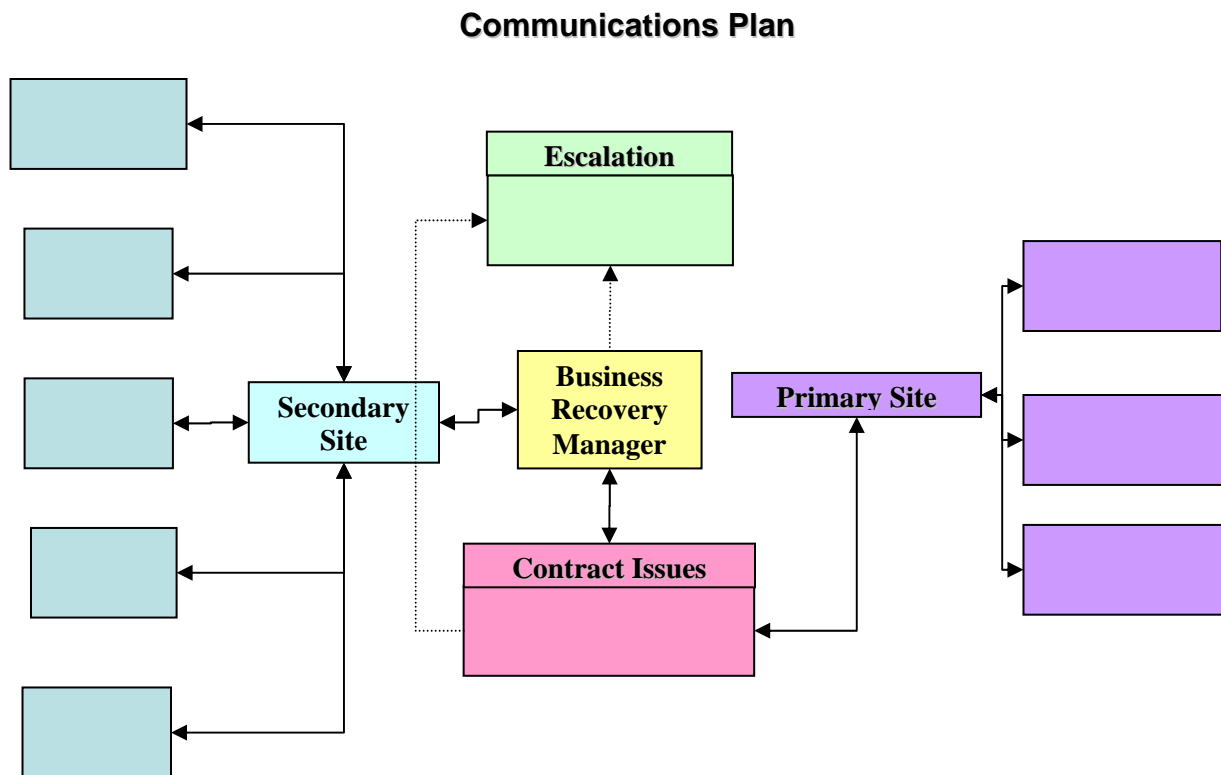 Communications Plan
Escalation
Business
Recovery
Manager
Secondary
Site
Primary Site
Contract Issues